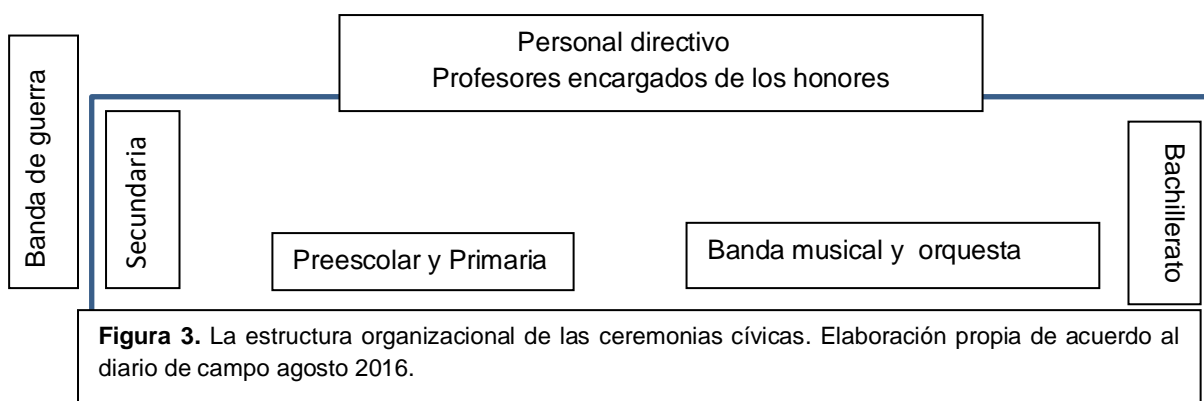 Personal directivo
Profesores encargados de los honores
Banda de guerra
Secundaria
Preescolar y Primaria
Banda musical y orquesta
Bachillerato
Figura 3. La estructura organizacional de las ceremonias cívicas. Elaboración propia de acuerdo al
diario de campo agosto 2016.